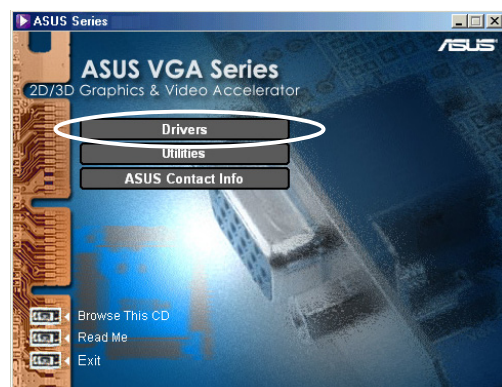 ASUS Series
/SUS
ASUS VGA Series
2D/3D Graphics & Video Accelerator
Drivers
Utilities
ASUS Contact Info
Browse This CD
Read Me
Exit